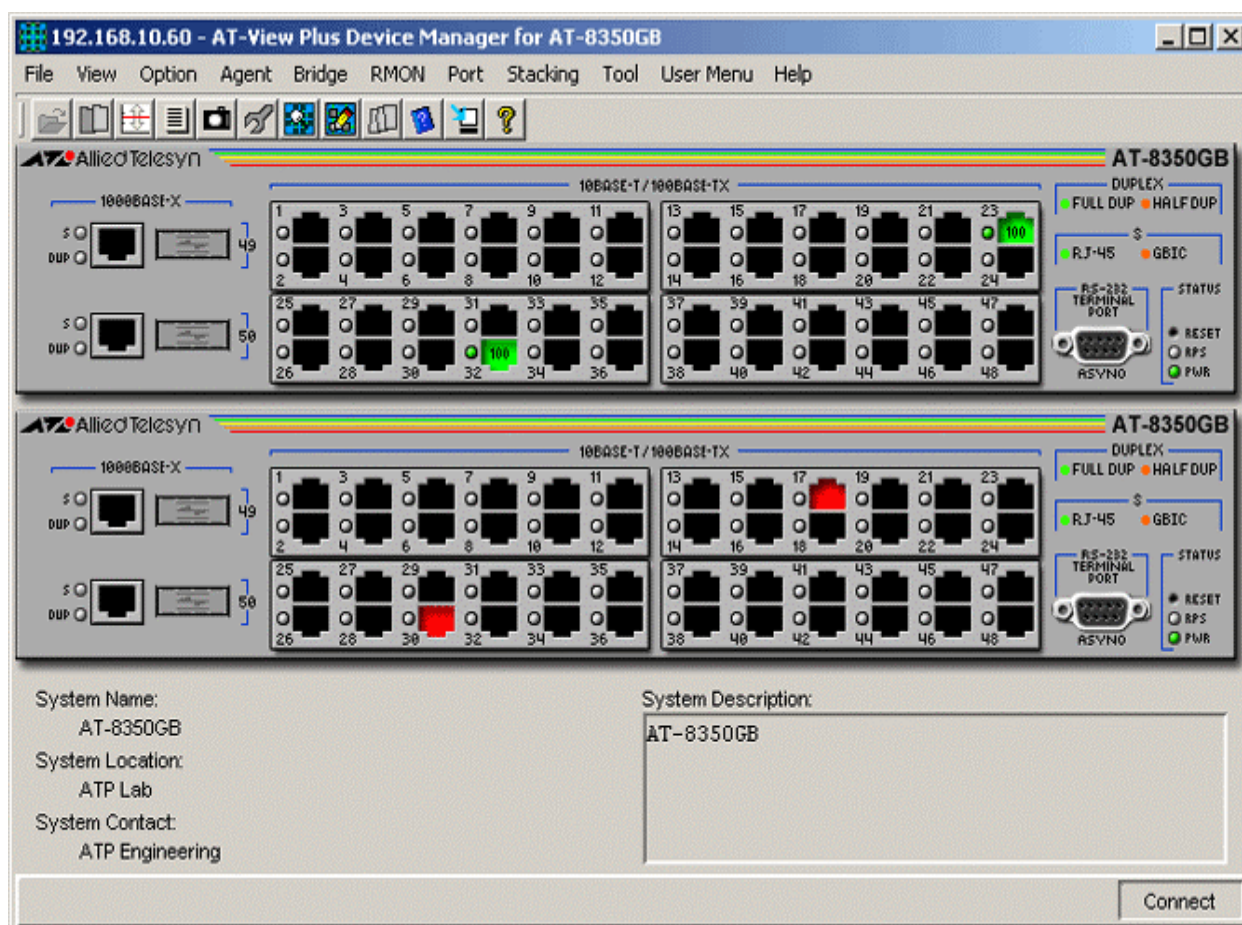 192.168.10.60 - AT-View Plus Device Manager for AT-8350GB
File View Option Agent Bridge RMON Port Stacking Tool User Menu Help
Allied Telesyn
AT-8350GB
1000BASE-X
10BASE-T/100BASE-TX
DUPLEX
FULL DUP HALF DUP
1 3 5 7 9 11 13 15 17 19 21 23
S
DUP
49
100
S
RJ-45 GBIC
2 4 6 8 10 12 14 16 18 20 22 24
25 27 29 31 33 35 37 39 41 43 45 47
RS-232
TERMINAL
PORT
STATUS
S
DUP
50
100
RESET
RPS
PWR
26 28 30 32 34 36 38 40 42 44 46 48
ASYNO
Allied Telesyn
AT-8350GB
1000BASE-X
10BASE-T/100BASE-TX
DUPLEX
FULL DUP HALF DUP
1 3 5 7 9 11 13 15 17 19 21 23
S
DUP
49
S
RJ-45 GBIC
2 4 6 8 10 12 14 16 18 20 22 24
25 27 29 31 33 35 37 39 41 43 45 47
RS-232
TERMINAL
PORT
STATUS
S
DUP
50
RESET
RPS
PWR
26 28 30 32 34 36 38 40 42 44 46 48
ASYNO
System Name:
AT-8350GB
System Location:
ATP Lab
System Contact:
ATP Engineering
System Description:
AT-8350GB
Connect